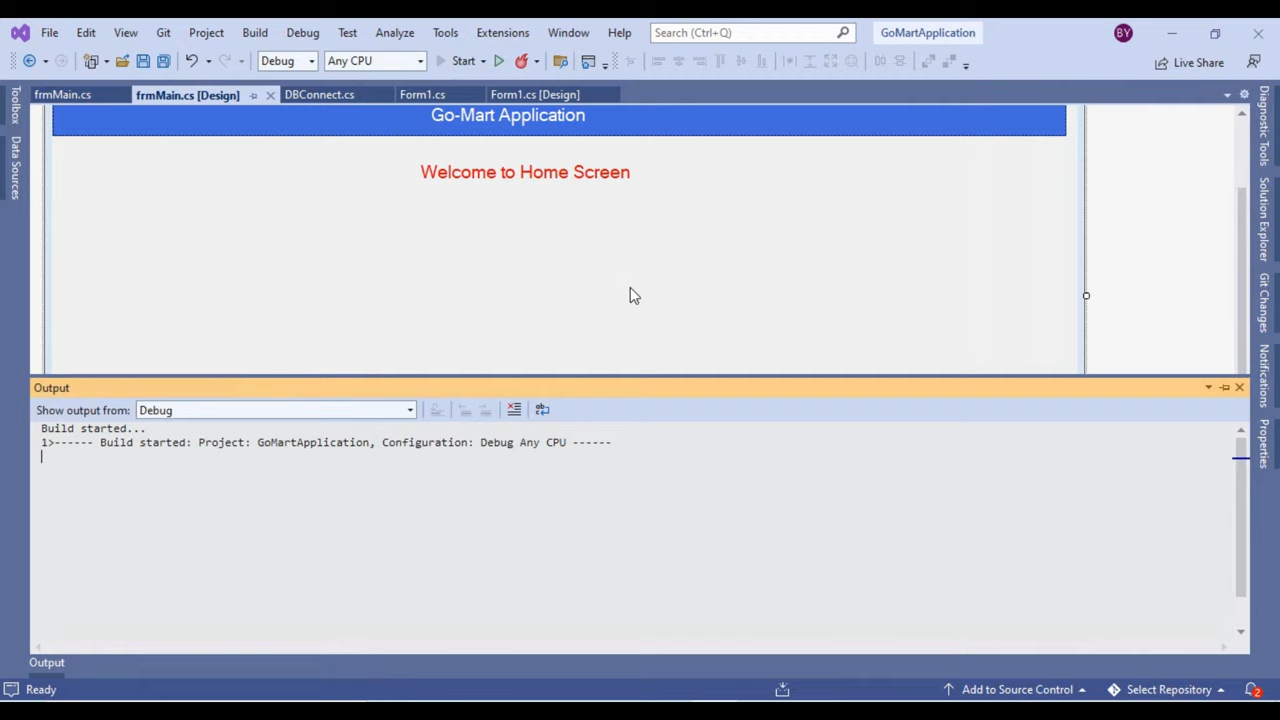 File Edit View Git Project Build Debug Test Analyze Tools Extensions Window Help Search (Ctrl+Q) GoMartApplication BY
Debug Any CPU Start Live Share
frmMain.cs frmMain.cs [Design] DBConnect.cs Form1.cs Form1.cs [Design]
Toolbox
Data Sources
Go-Mart Application
Welcome to Home Screen
Diagnostic Tools
Solution Explorer
Git Changes
Notifications
Properties
Output
Show output from: Debug
Build started...
1>------ Build started: Project: GoMartApplication, Configuration: Debug Any CPU ------
Output
Ready Add to Source Control Select Repository 2